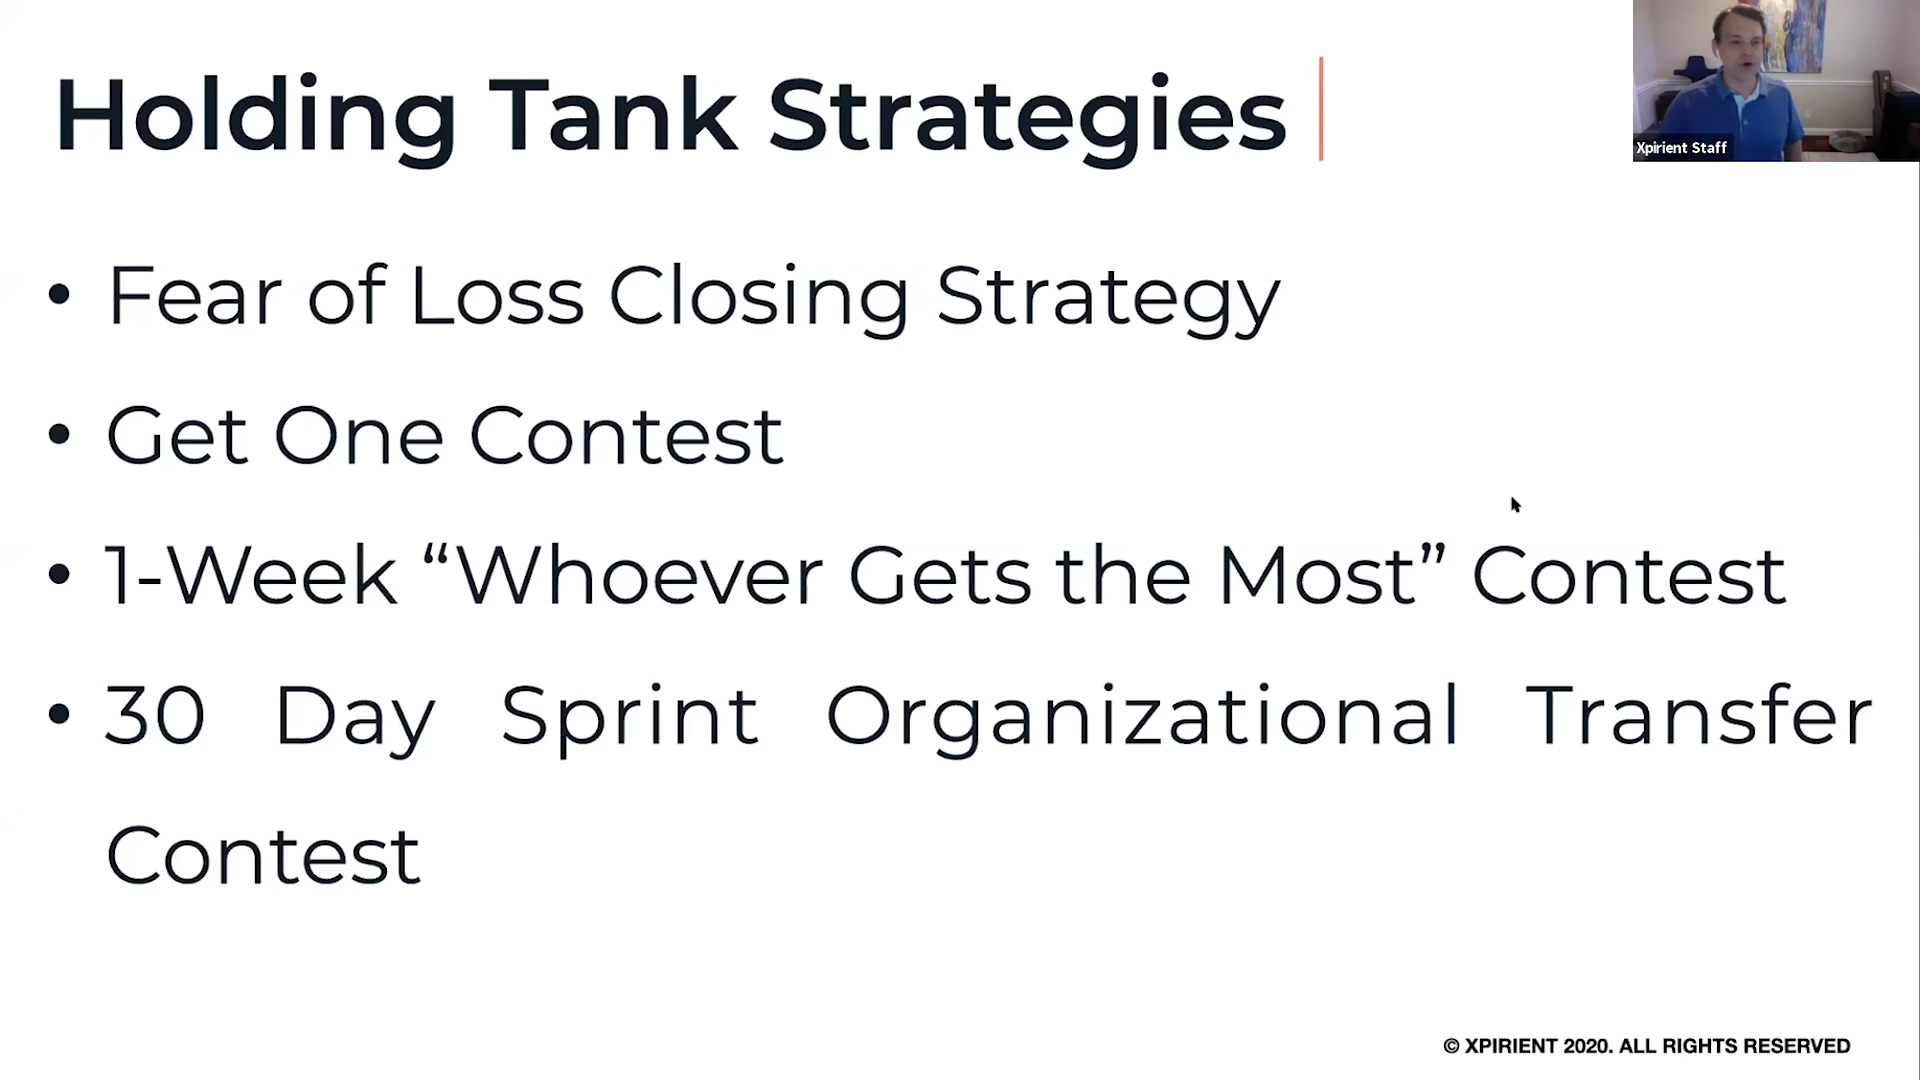 Holding Tank Strategies
Xpirient Staff
• Fear of Loss Closing Strategy
• Get One Contest
• 1-Week “Whoever Gets the Most” Contest
• 30 Day Sprint Organizational Transfer
Contest
© XPIRIENT 2020. ALL RIGHTS RESERVED